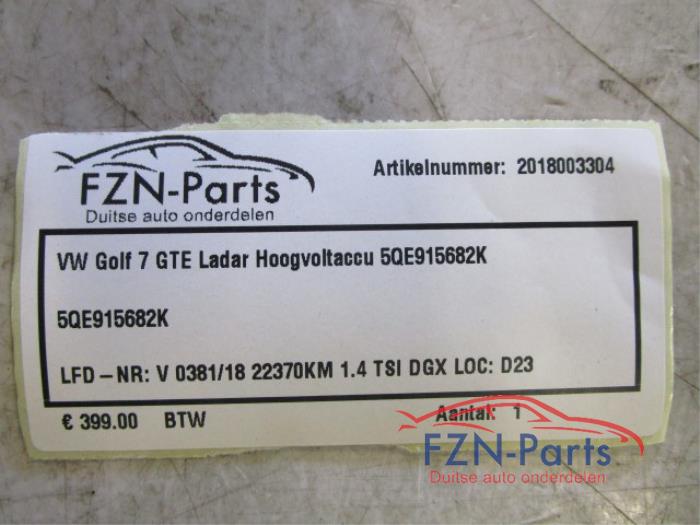 FZN-Parts
Duitse auto onderdelen
Artikelnummer: 2018003304
VW Golf 7 GTE Ladar Hoogvoltaccu 5QE915682K
5QE915682K
LFD-NR: V 0381/18 22370KM 1.4 TSI DGX LOC: D23
€ 399.00 BTW
Aantal: 1
FZN-Parts
Duitse auto onderdelen